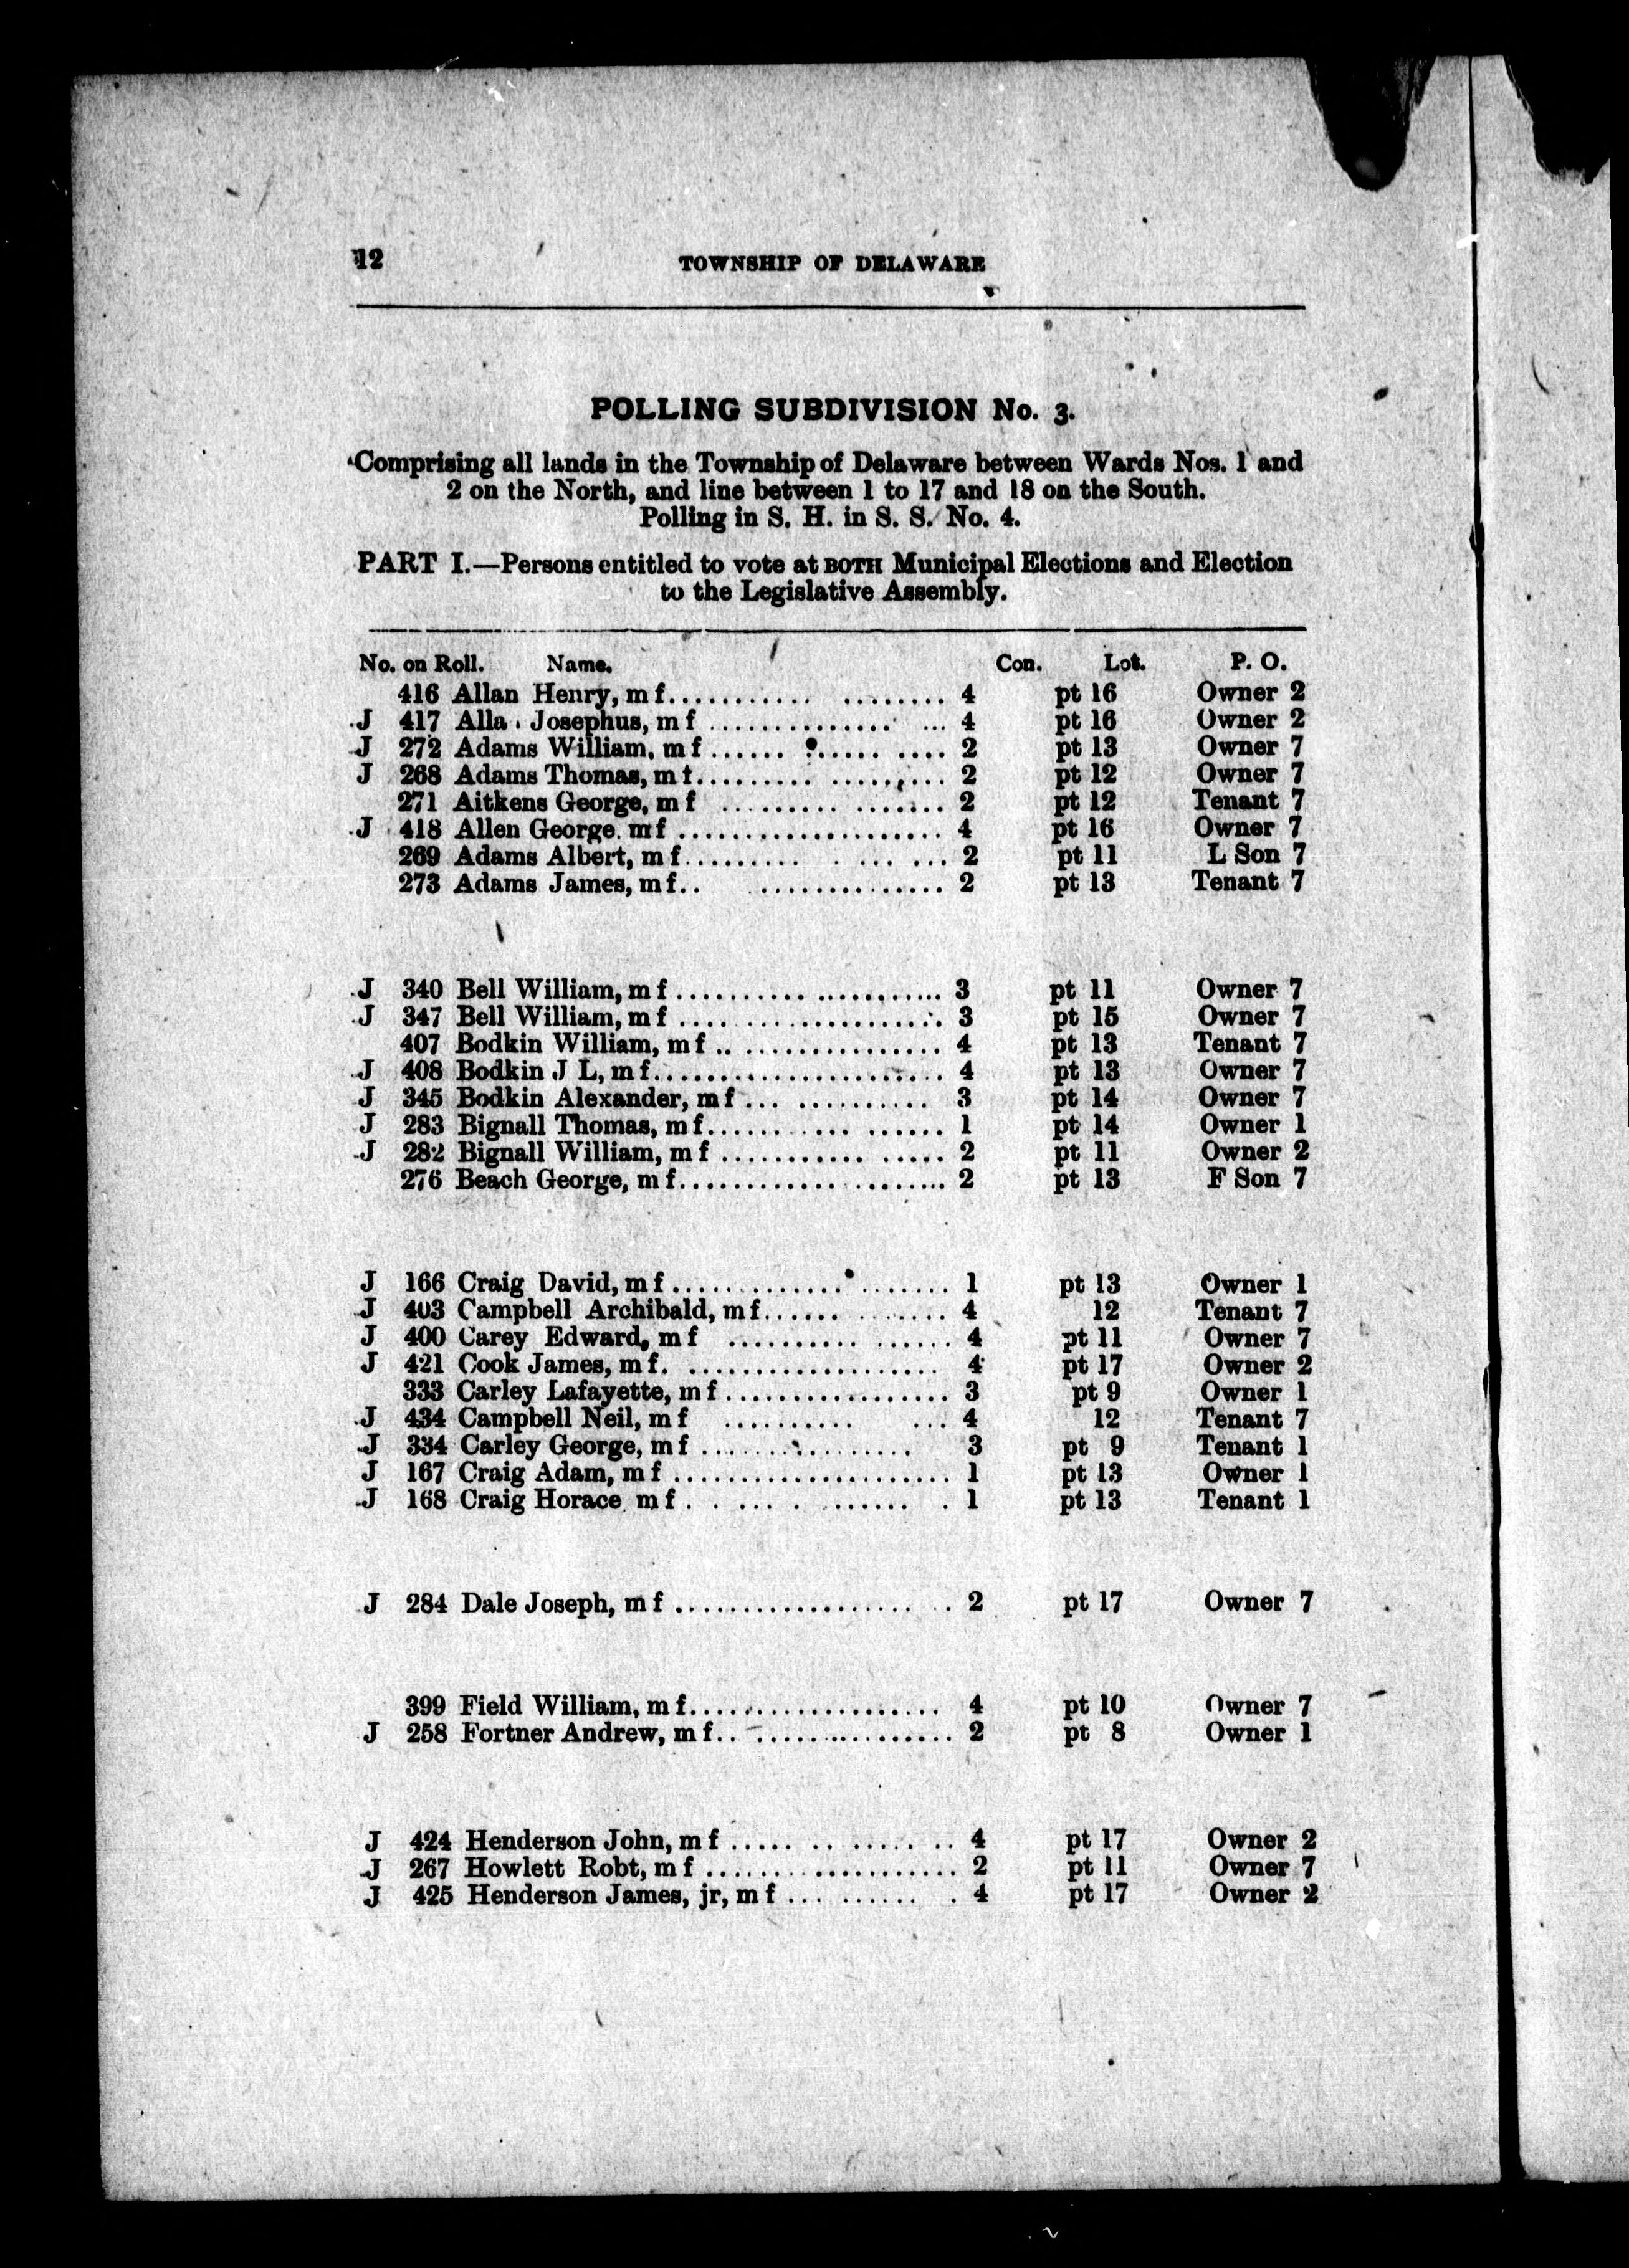 12 TOWNSHIP OF DELAWARE
POLLING SUBDIVISION No. 3.
Comprising all lands in the Township of Delaware between Wards Nos. 1 and
2 on the North, and line between 1 to 17 and 18 on the South.
Polling in S. H. in S. S. No. 4.
PART I.—Persons entitled to vote at BOTH Municipal Elections and Election
to the Legislative Assembly.
No. on Roll. Name. Con. Lot. P. O.
416 Allan Henry, m f.................... 4 pt 16 Owner 2
J 417 Alla Josephus, m f .................. 4 pt 16 Owner 2
J 272 Adams William, m f ................ 2 pt 13 Owner 7
J 268 Adams Thomas, m t.................. 2 pt 12 Owner 7
271 Aitkens George, m f ................. 2 pt 12 Tenant 7
J 418 Allen George. m f .................... 4 pt 16 Owner 7
269 Adams Albert, m f................. 2 pt 11 L Son 7
273 Adams James, m f.. .............. 2 pt 13 Tenant 7
J 340 Bell William, m f .................... 3 pt 11 Owner 7
J 347 Bell William, m f .................... 3 pt 15 Owner 7
407 Bodkin William, m f .. ................ 4 pt 13 Tenant 7
J 408 Bodkin J L, m f...................... 4 pt 13 Owner 7
J 345 Bodkin Alexander, m f ... .......... 3 pt 14 Owner 7
J 283 Bignall Thomas, m f.................. 1 pt 14 Owner 1
J 282 Bignall William, m f ................ 2 pt 11 Owner 2
276 Beach George, m f.................... 2 pt 13 F Son 7
J 166 Craig David, m f .................... 1 pt 13 Owner 1
J 403 Campbell Archibald, m f............. 4 12 Tenant 7
J 400 Carey Edward, m f ................ 4 pt 11 Owner 7
J 421 Cook James, m f. ................... 4 pt 17 Owner 2
333 Carley Lafayette, m f ................. 3 pt 9 Owner 1
J 434 Campbell Neil, m f ............. 4 12 Tenant 7
J 334 Carley George, m f ................ 3 pt 9 Tenant 1
J 167 Craig Adam, m f ..................... 1 pt 13 Owner 1
J 168 Craig Horace m f . . ... . ...... . 1 pt 13 Tenant 1
J 284 Dale Joseph, m f .................... 2 pt 17 Owner 7
399 Field William, m f.................... 4 pt 10 Owner 7
J 258 Fortner Andrew, m f.. ............... 2 pt 8 Owner 1
J 424 Henderson John, m f ................ 4 pt 17 Owner 2
J 267 Howlett Robt, m f ................... 2 pt 11 Owner 7
J 425 Henderson James, jr, m f .......... . 4 pt 17 Owner 2